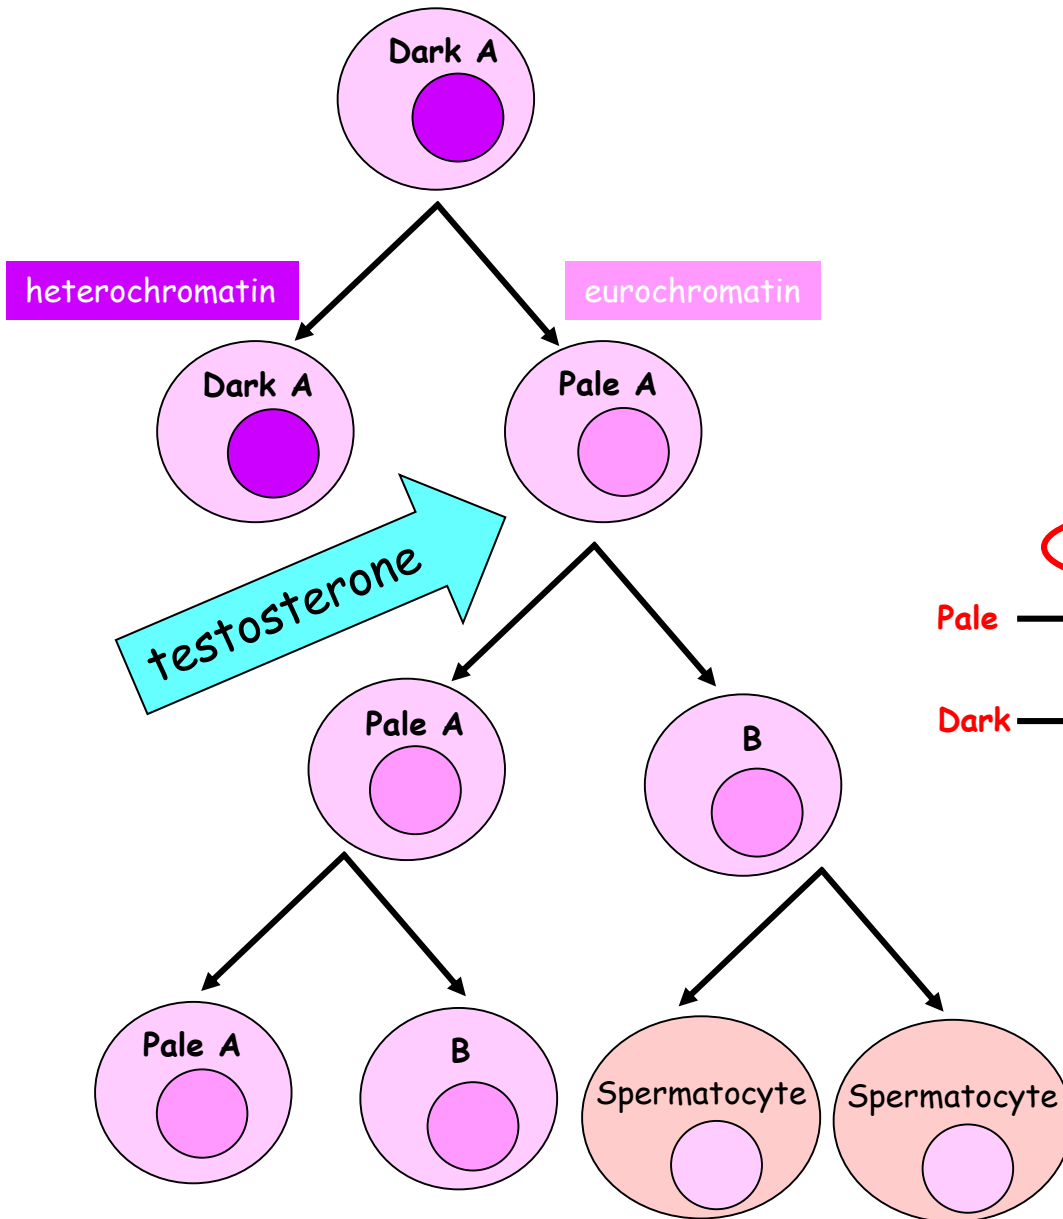 Dark A
heterochromatin
eurochromatin
Dark A
Pale A
testosterone
Pale
Dark
Pale A
B
Pale A
B
Spermatocyte
Spermatocyte